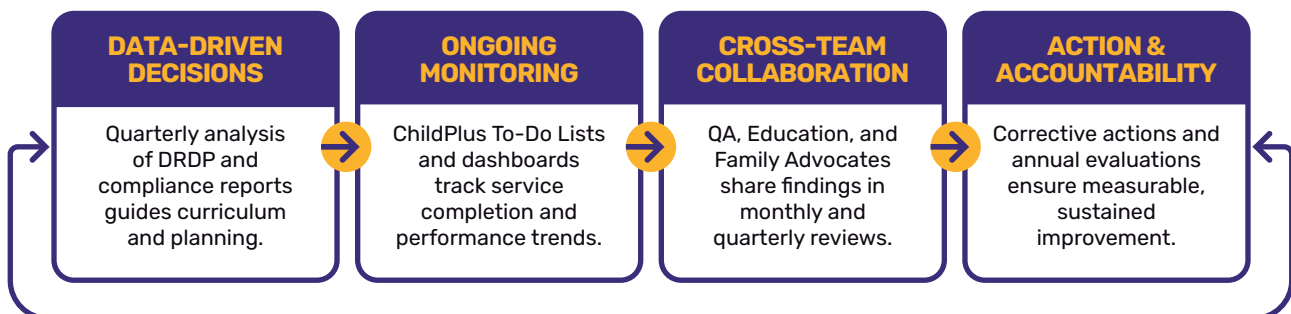 DATA-DRIVEN
DECISIONS
Quarterly analysis
of DRDP and
compliance reports
guides curriculum
and planning.
ONGOING
MONITORING
ChildPlus To-Do Lists
and dashboards
track service
completion and
performance trends.
CROSS-TEAM
COLLABORATION
QA, Education, and
Family Advocates
share findings in
monthly and
quarterly reviews.
ACTION &
ACCOUNTABILITY
Corrective actions and
annual evaluations
ensure measurable,
sustained
improvement.